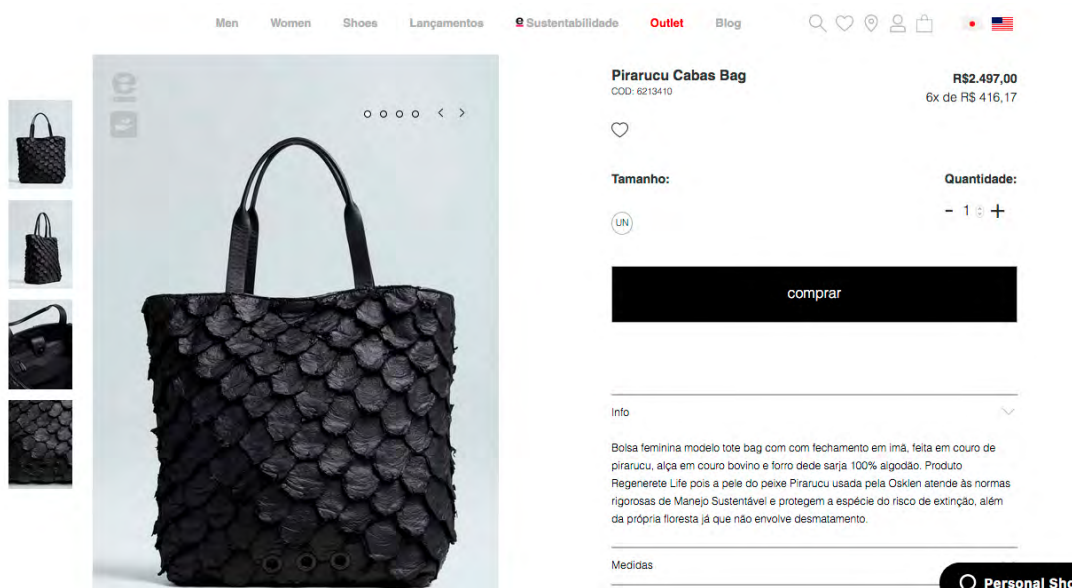 Men Women Shoes Lançamentos e Sustentabilidade Outlet Blog
Pirarucu Cabas Bag
COD: 6213410
R$2.497,00
6x de R$ 416,17
Tamanho:
Quantidade:
UN
- 1 +
comprar
Info
Bolsa feminina modelo tote bag com com fechamento em imã, feita em couro de
pirarucu, alça em couro bovino e forro dede sarja 100% algodão. Produto
Regenerete Life pois a pele do peixe Pirarucu usada pela Osklen atende às normas
rigorosas de Manejo Sustentável e protegem a espécie do risco de extinção, além
da própria floresta já que não envolve desmatamento.
Medidas
Personal Sho